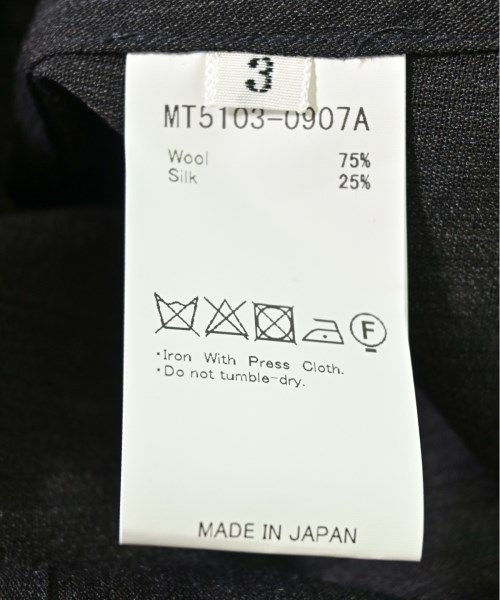 3
MT5103-0907A
Wool 75%
Silk 25%
F
·Iron With Press Cloth.
·Do not tumble-dry.
MADE IN JAPAN